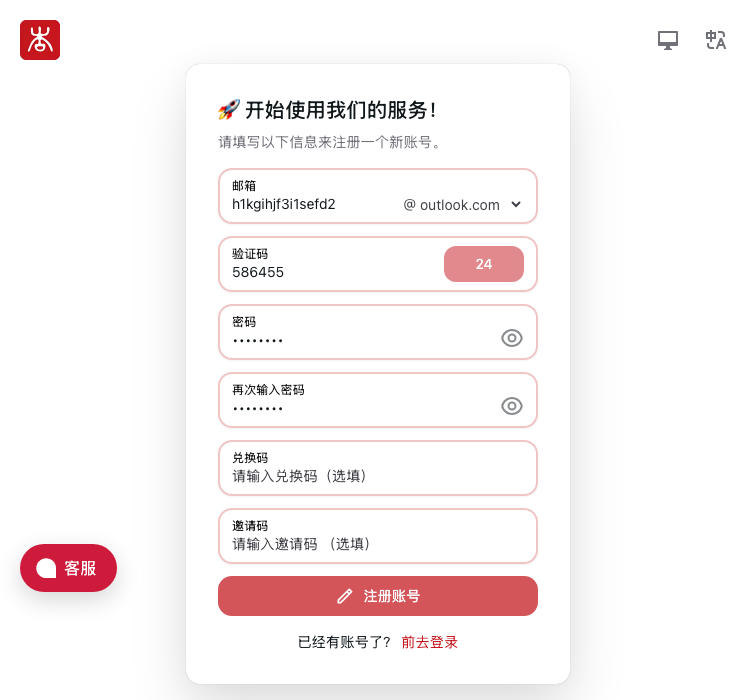 🚀 开始使用我们的服务！
请填写以下信息来注册一个新账号。
邮箱
h1kgihjf3i1sefd2 @ outlook.com
验证码
586455 24
密码
••••••••
再次输入密码
••••••••
兑换码
请输入兑换码（选填）
邀请码
请输入邀请码 （选填）
客服
注册账号
已经有账号了? 前去登录